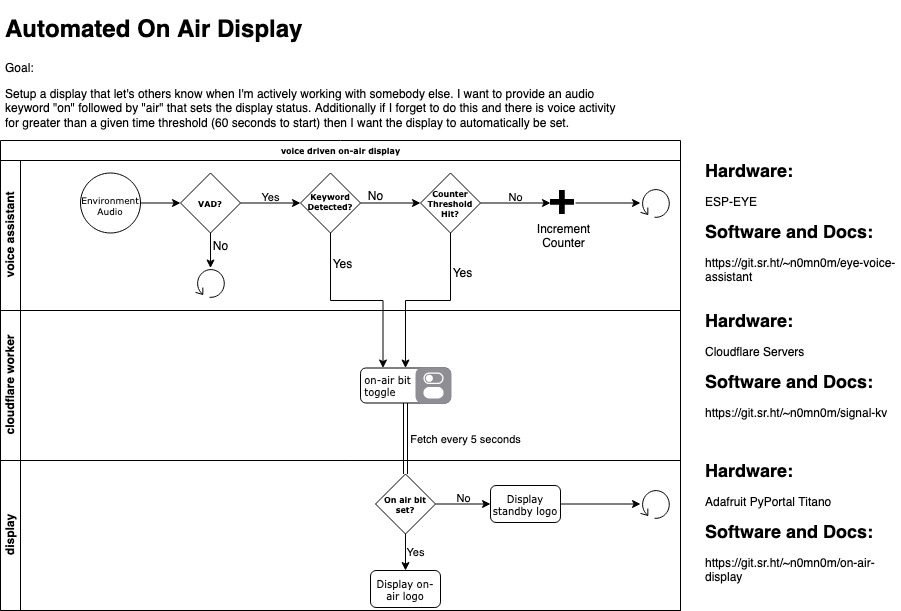 Automated On Air Display
Goal:
Setup a display that let's others know when I'm actively working with somebody else. I want to provide an audio
keyword "on" followed by "air" that sets the display status. Additionally if I forget to do this and there is voice activity
for greater than a given time threshold (60 seconds to start) then I want the display to automatically be set.
voice driven on-air display
voice assistant
Environment
Audio
VAD?
Yes
No
Keyword
Detected?
No
Yes
Counter
Threshold
Hit?
No
Yes
Increment
Counter
Hardware:
ESP-EYE
Software and Docs:
https://git.sr.ht/~n0mn0m/eye-voice-
assistant
cloudflare worker
on-air bit
toggle
Fetch every 5 seconds
Hardware:
Cloudflare Servers
Software and Docs:
https://git.sr.ht/~n0mn0m/signal-kv
display
On air bit
set?
No
Display
standby logo
Yes
Display on-
air logo
Hardware:
Adafruit PyPortal Titano
Software and Docs:
https://git.sr.ht/~n0mn0m/on-air-
display